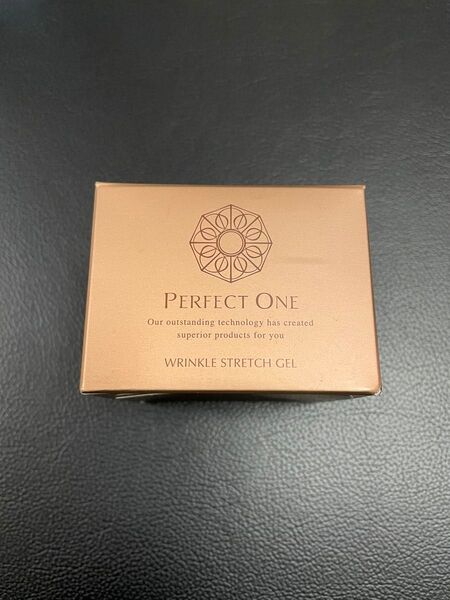 PERFECT ONE
Our outstanding technology has created
superior products for you
WRINKLE STRETCH GEL